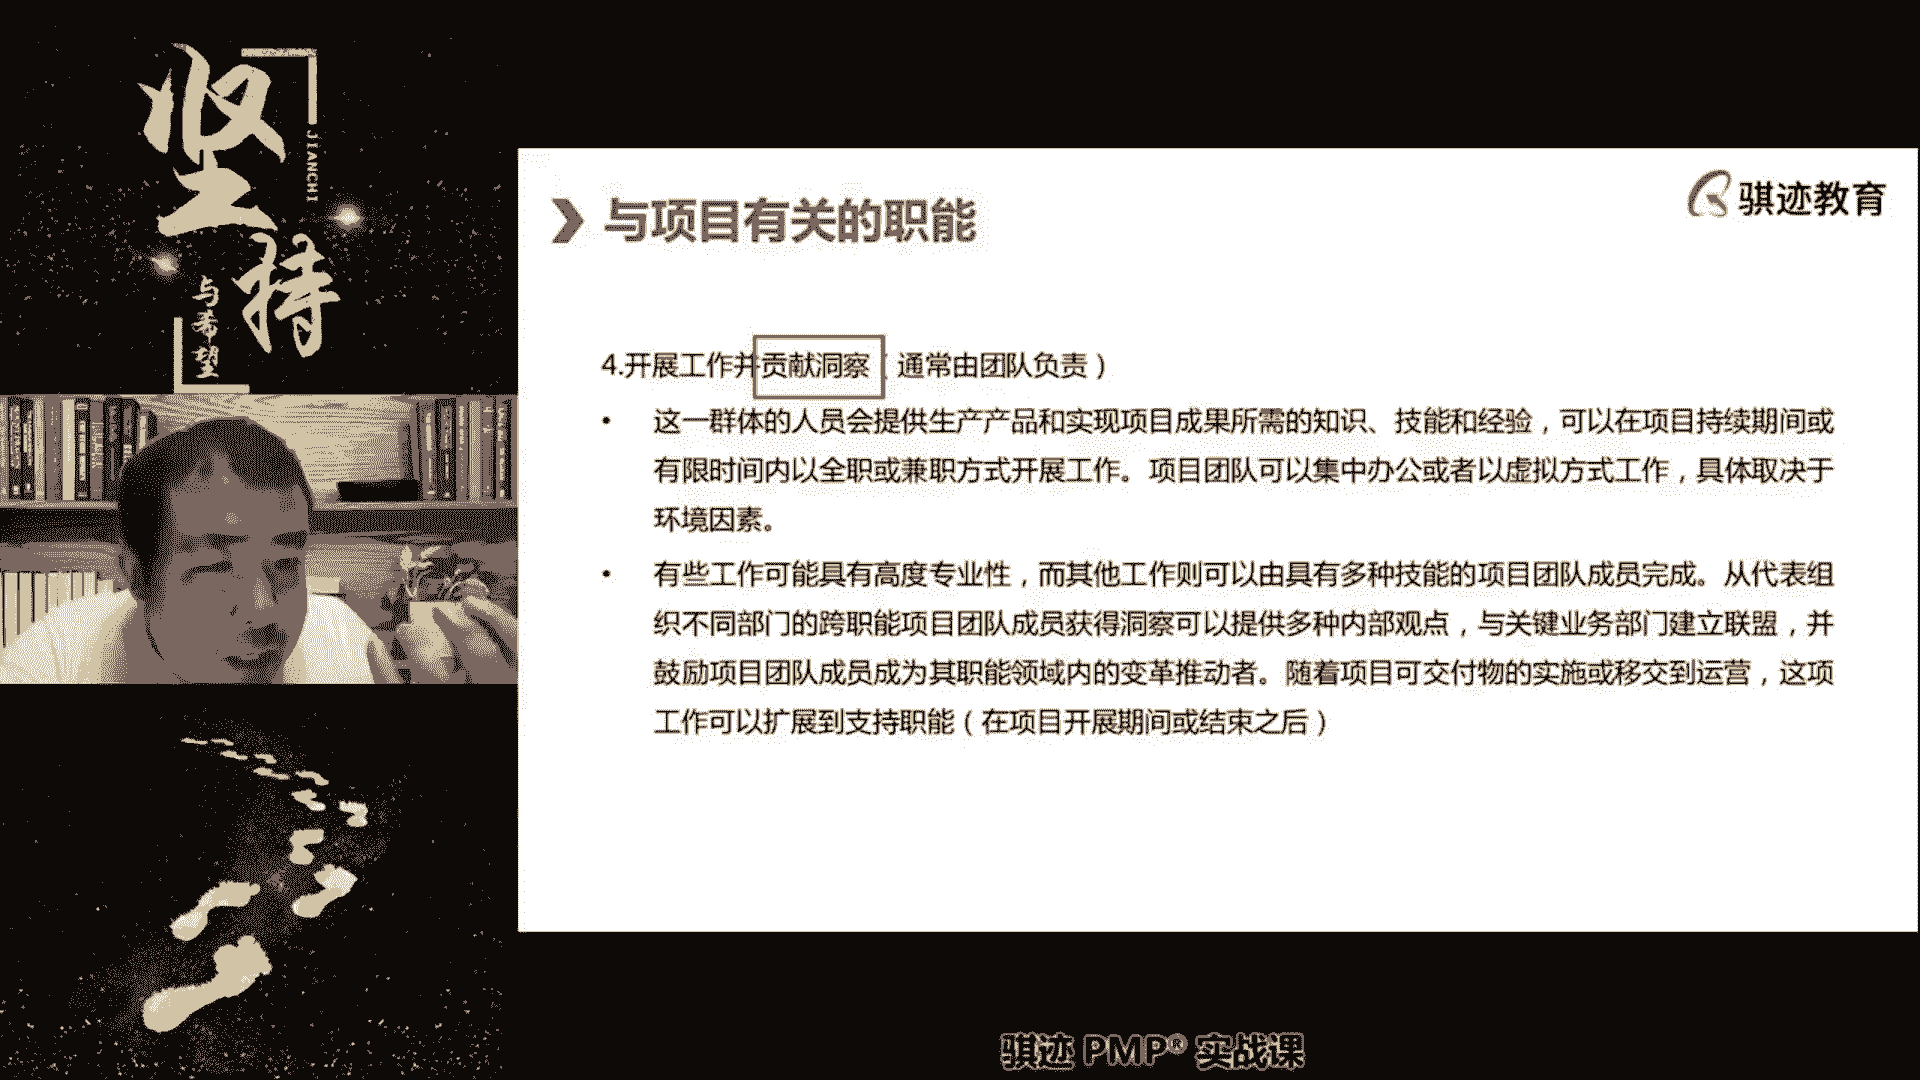 坚持
JIANCHI
与希望
与项目有关的职能
骐迹教育
4.开展工作并贡献洞察（通常由团队负责）
• 这一群体的人员会提供生产产品和实现项目成果所需的知识、技能和经验，可以在项目持续期间或
有限时间内以全职或兼职方式开展工作。项目团队可以集中办公或者以虚拟方式工作，具体取决于
环境因素。
• 有些工作可能具有高度专业性，而其他工作则可以由具有多种技能的项目团队成员完成。从代表组
织不同部门的跨职能项目团队成员获得洞察可以提供多种内部观点，与关键业务部门建立联盟，并
鼓励项目团队成员成为其职能领域内的变革推动者。随着项目可交付物的实施或移交到运营，这项
工作可以扩展到支持职能（在项目开展期间或结束之后）
骐迹 PMP® 实战课